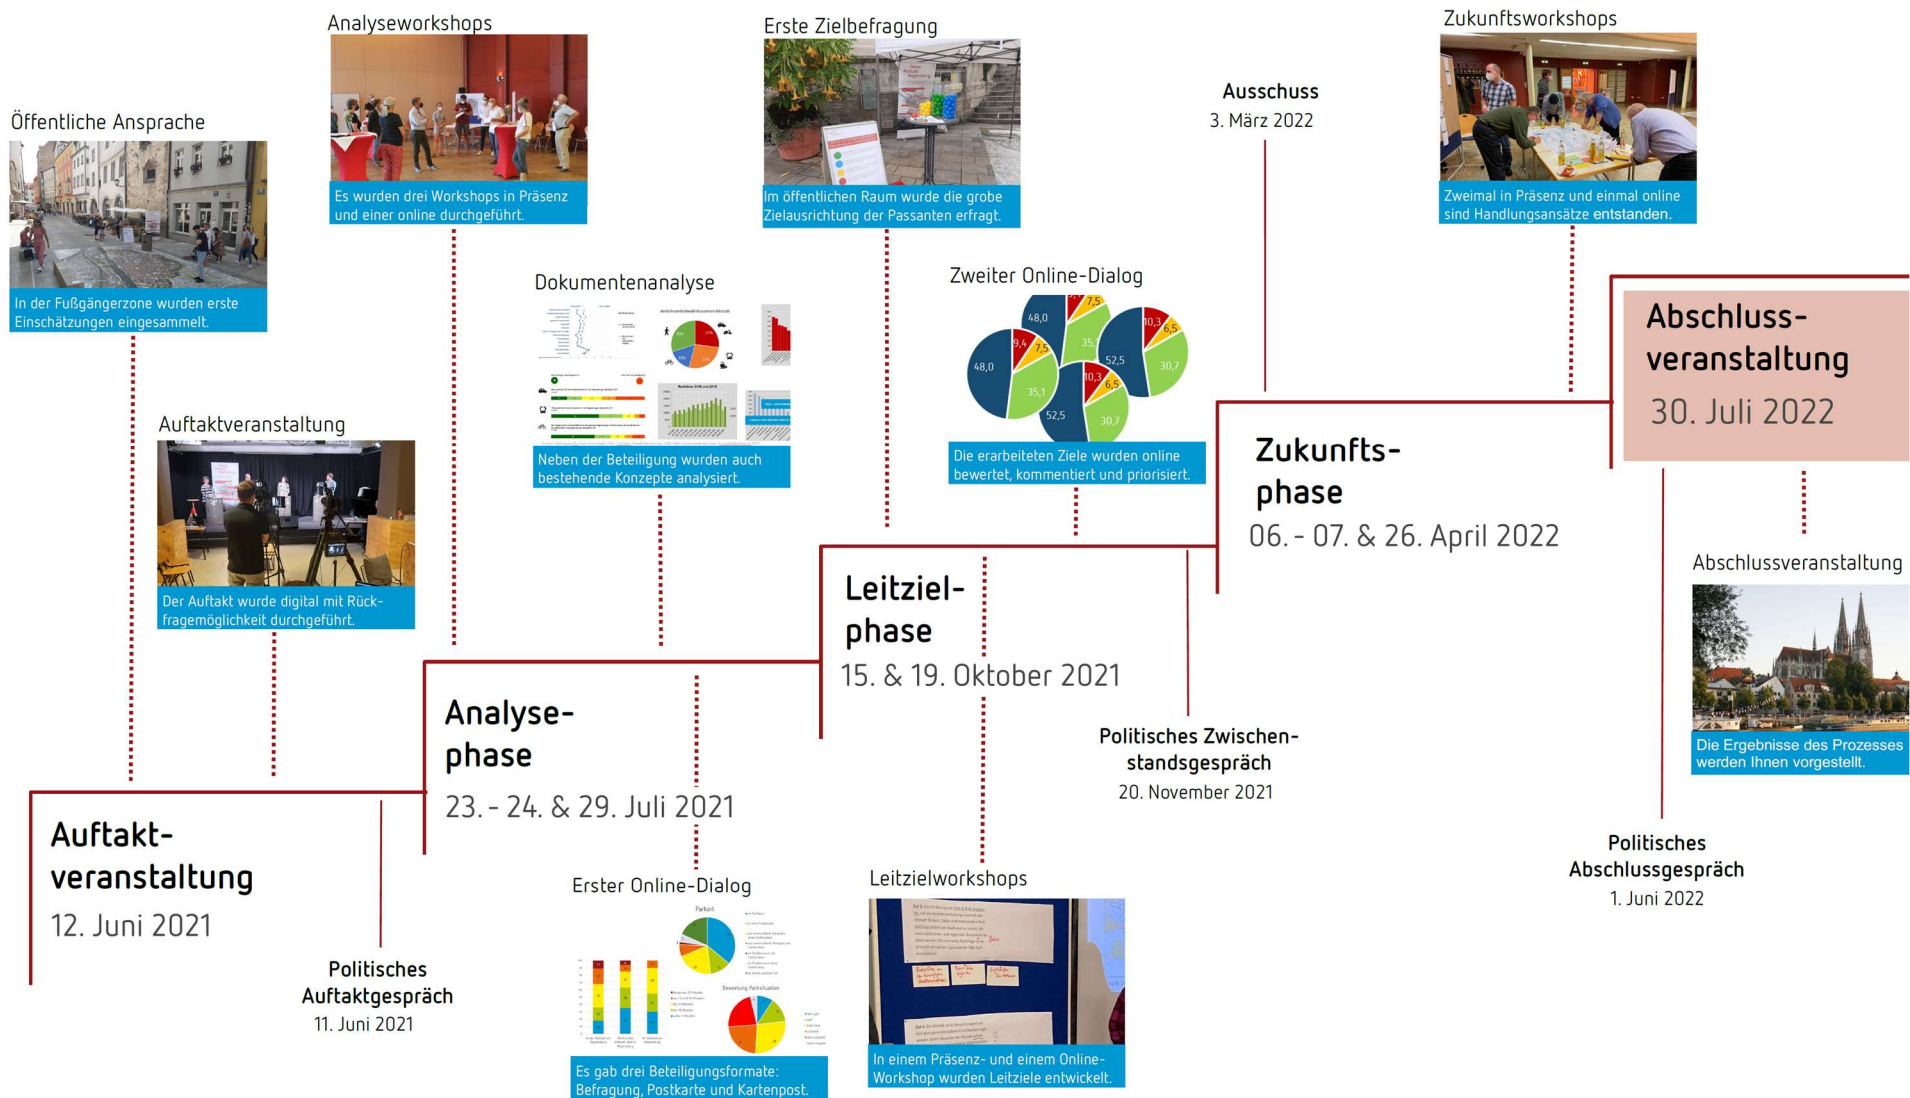 Öffentliche Ansprache
In der Fußgängerzone wurden erste
Einschätzungen eingesammelt.
Auftaktveranstaltung
Der Auftakt wurde digital mit Rück-
fragemöglichkeit durchgeführt.
Auftakt-
veranstaltung
12. Juni 2021
Politisches
Auftaktgespräch
11. Juni 2021
Analyseworkshops
Es wurden drei Workshops in Präsenz
und einer online durchgeführt.
Dokumentenanalyse
Neben der Beteiligung wurden auch
bestehende Konzepte analysiert.
Analyse-
phase
23. - 24. & 29. Juli 2021
Erster Online-Dialog
Parkort
Bewertung Parksituation
Es gab drei Beteiligungsformate:
Befragung, Postkarte und Kartenpost.
Erste Zielbefragung
Im öffentlichen Raum wurde die grobe
Zielausrichtung der Passanten erfragt.
Zweiter Online-Dialog
48,0
7,5
35,1
9,4
7,5
48,0
35,1
10,3
6,5
52,5
30,7
10,3
6,5
52,5
30,7
Die erarbeiteten Ziele wurden online
bewertet, kommentiert und priorisiert.
Leitziel-
phase
15. & 19. Oktober 2021
Leitzielworkshops
In einem Präsenz- und einem Online-
Workshop wurden Leitziele entwickelt.
Politisches Zwischen-
standsgespräch
20. November 2021
Ausschuss
3. März 2022
Zukunftsworkshops
Zweimal in Präsenz und einmal online
sind Handlungsansätze entstanden.
Zukunfts-
phase
06. - 07. & 26. April 2022
Politisches
Abschlussgespräch
1. Juni 2022
Abschluss-
veranstaltung
30. Juli 2022
Abschlussveranstaltung
Die Ergebnisse des Prozesses
werden Ihnen vorgestellt.